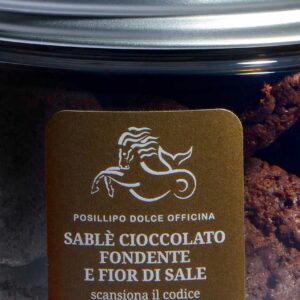 POSILLIPO DOLCE OFFICINA
SABLÈ CIOCCOLATO
FONDENTE
E FIOR DI SALE
scansiona il codice